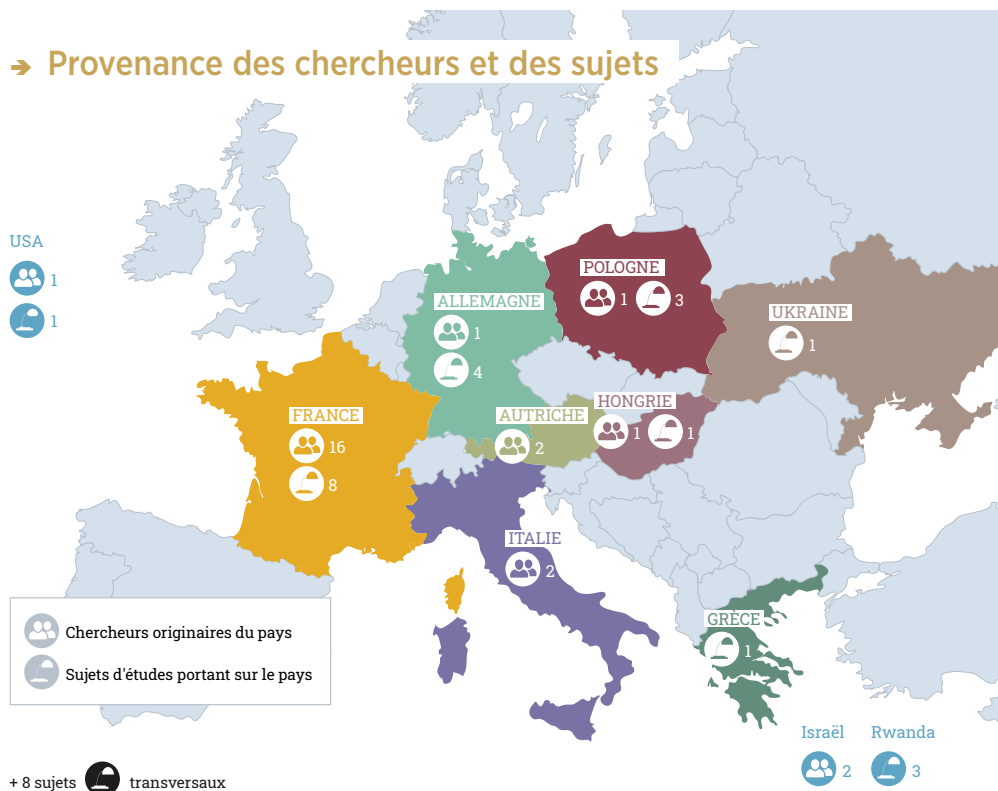 → Provenance des chercheurs et des sujets
USA
1
1
POLOGNE
1 3
ALLEMAGNE
1
4
UKRAINE
1
FRANCE
16
8
AUTRICHE
2
HONGRIE
1 1
ITALIE
2
GRÈCE
1
Chercheurs originaires du pays
Sujets d'études portant sur le pays
Israël Rwanda
2 3
+ 8 sujets transversaux